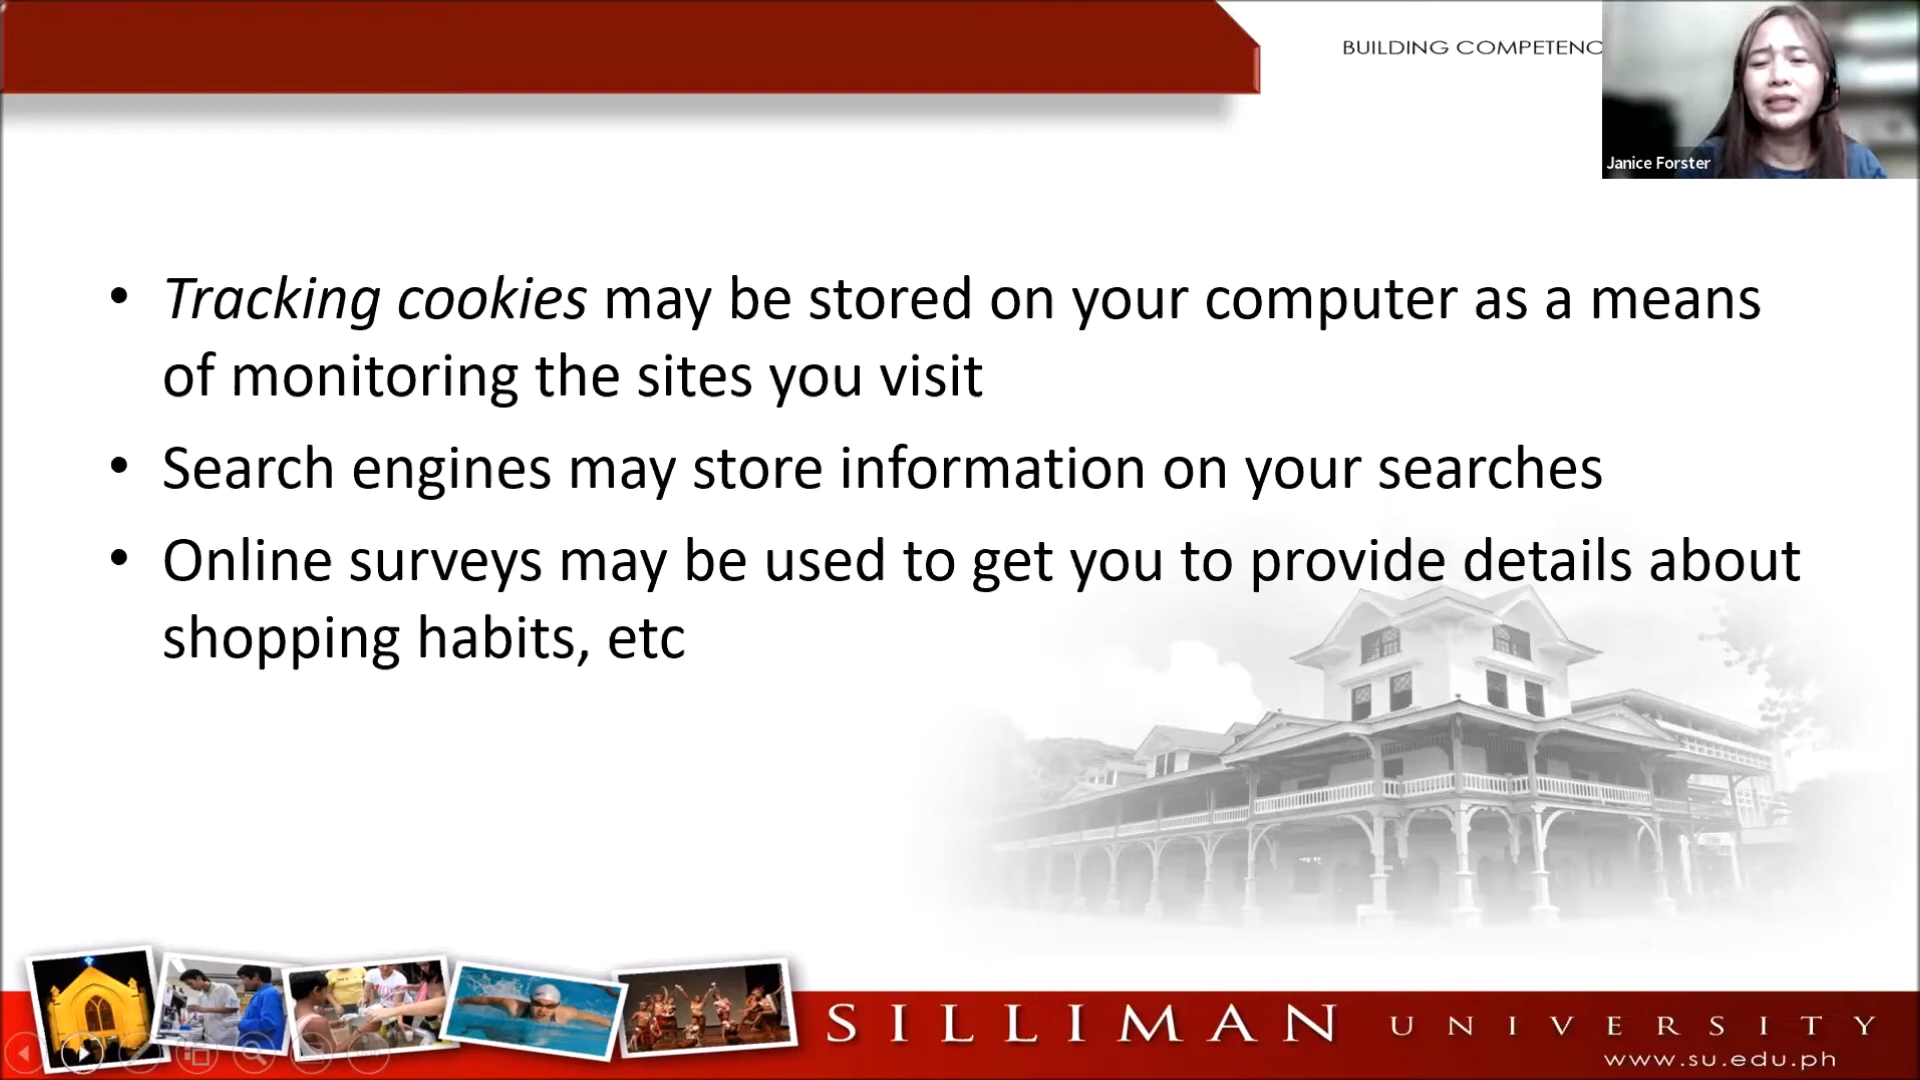 BUILDING COMPETENC
Janice Forster
• Tracking cookies may be stored on your computer as a means
of monitoring the sites you visit
• Search engines may store information on your searches
• Online surveys may be used to get you to provide details about
shopping habits, etc
SILLIMAN UNIVERSITY
www.su.edu.ph